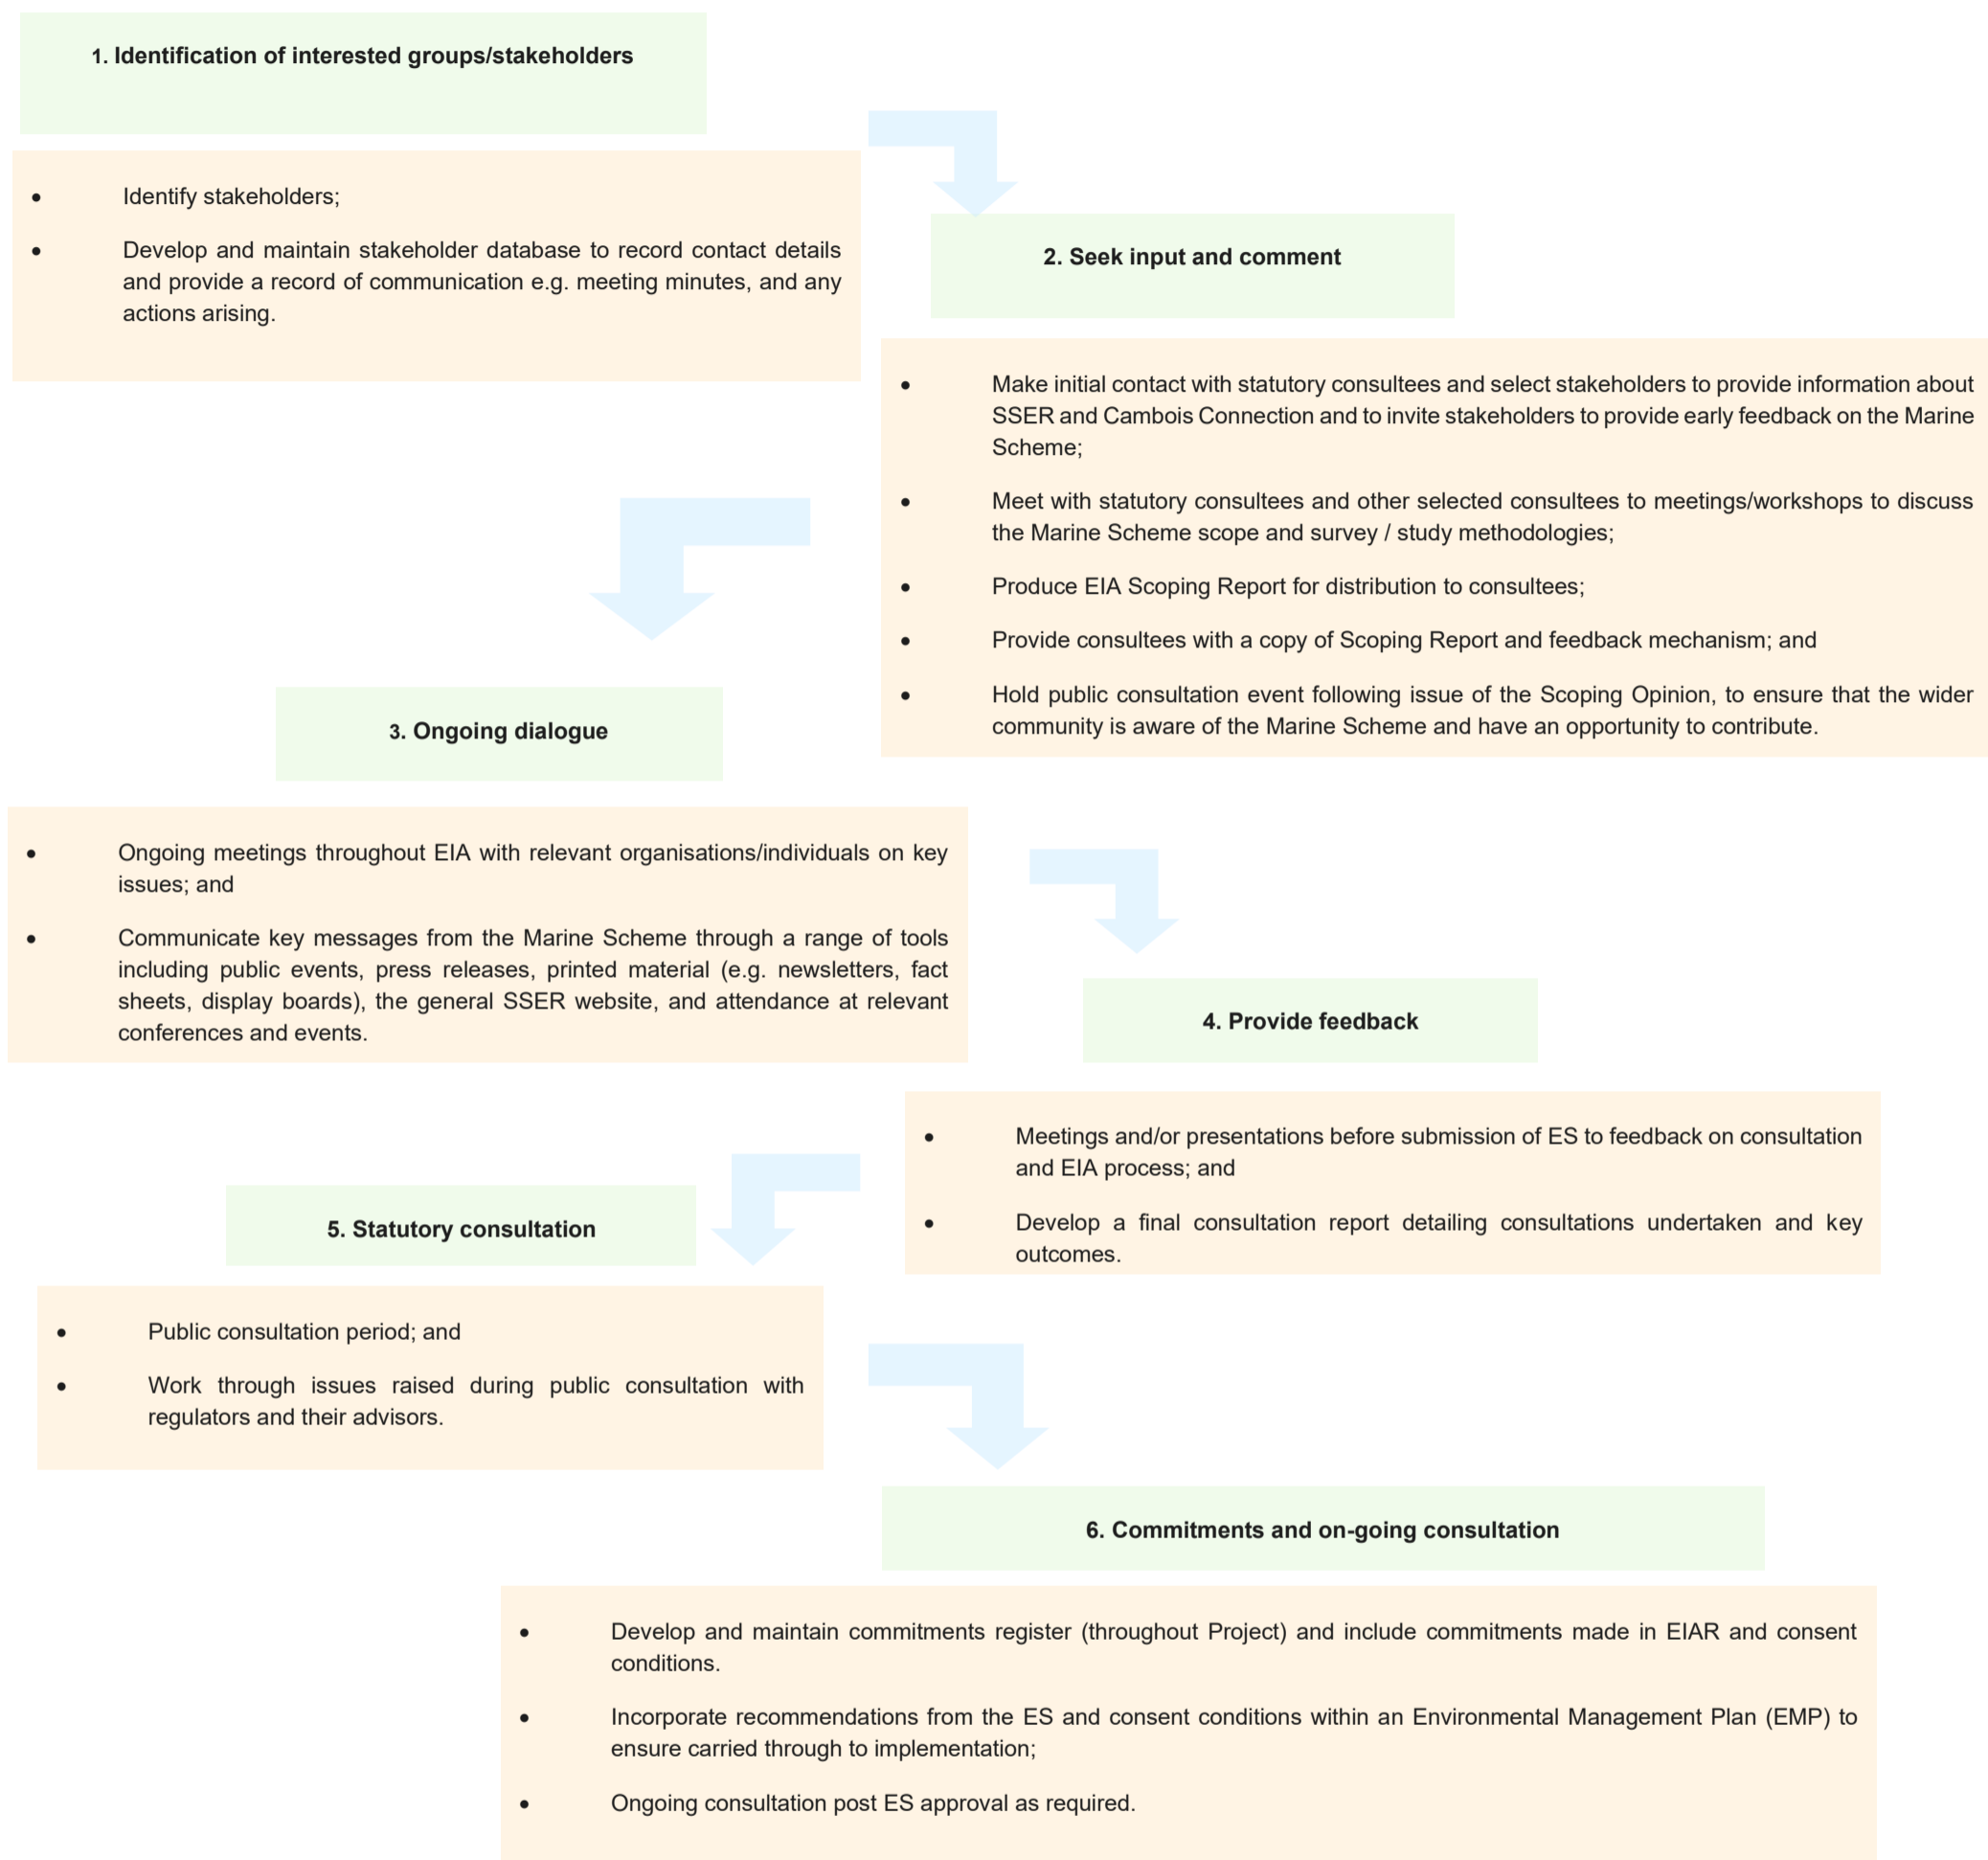 1. Identification of interested groups/stakeholders
• Identify stakeholders;
• Develop and maintain stakeholder database to record contact details
and provide a record of communication e.g. meeting minutes, and any
actions arising.
2. Seek input and comment
• Make initial contact with statutory consultees and select stakeholders to provide information about
SSER and Cambois Connection and to invite stakeholders to provide early feedback on the Marine
Scheme;
• Meet with statutory consultees and other selected consultees to meetings/workshops to discuss
the Marine Scheme scope and survey / study methodologies;
• Produce EIA Scoping Report for distribution to consultees;
• Provide consultees with a copy of Scoping Report and feedback mechanism; and
• Hold public consultation event following issue of the Scoping Opinion, to ensure that the wider
community is aware of the Marine Scheme and have an opportunity to contribute.
3. Ongoing dialogue
• Ongoing meetings throughout EIA with relevant organisations/individuals on key
issues; and
• Communicate key messages from the Marine Scheme through a range of tools
including public events, press releases, printed material (e.g. newsletters, fact
sheets, display boards), the general SSER website, and attendance at relevant
conferences and events.
4. Provide feedback
• Meetings and/or presentations before submission of ES to feedback on consultation
and EIA process; and
• Develop a final consultation report detailing consultations undertaken and key
outcomes.
5. Statutory consultation
• Public consultation period; and
• Work through issues raised during public consultation with
regulators and their advisors.
6. Commitments and on-going consultation
• Develop and maintain commitments register (throughout Project) and include commitments made in EIAR and consent
conditions.
• Incorporate recommendations from the ES and consent conditions within an Environmental Management Plan (EMP) to
ensure carried through to implementation;
• Ongoing consultation post ES approval as required.